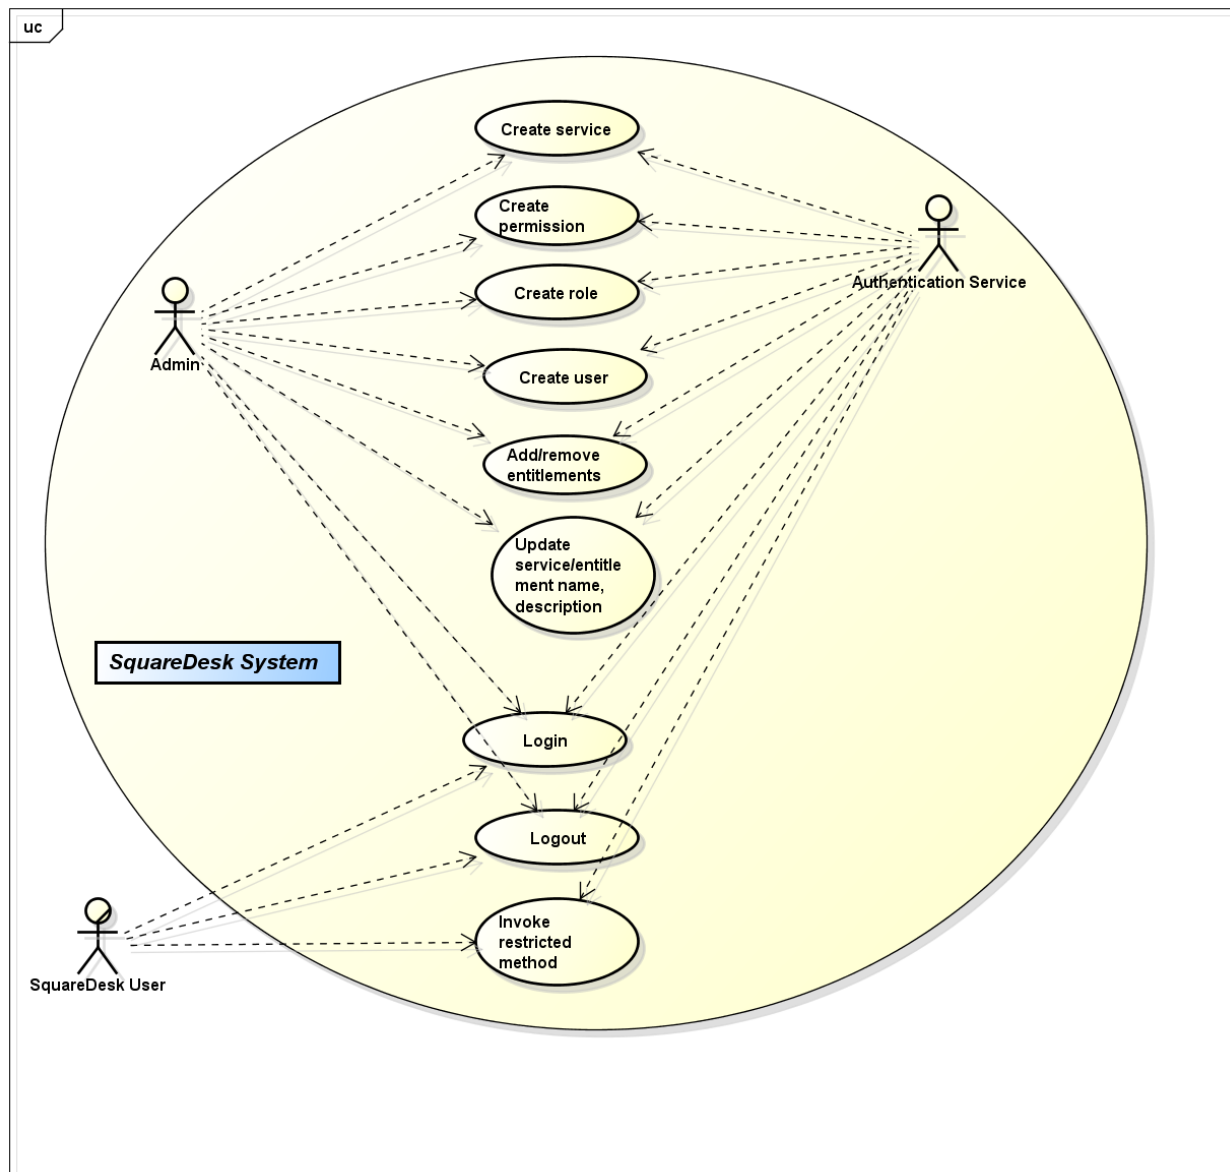 uc
Create service
Create
permission
Create role
Authentication Service
Admin
Create user
Add/remove
entitlements
Update
service/entitle
ment name,
description
SquareDesk System
Login
Logout
Invoke
restricted
method
SquareDesk User